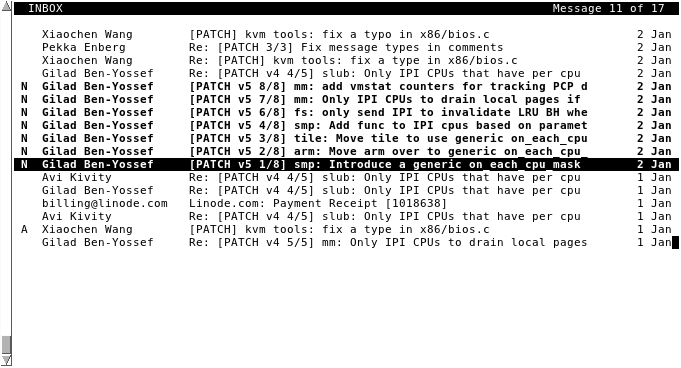 INBOX Message 11 of 17
Xiaochen Wang [PATCH] kvm tools: fix a typo in x86/bios.c 2 Jan
Pekka Enberg Re: [PATCH 3/3] Fix message types in comments 2 Jan
Xiaochen Wang Re: [PATCH] kvm tools: fix a type in x86/bios.c 2 Jan
Gilad Ben-Yossef Re: [PATCH v4 4/5] slub: Only IPI CPUs that have per cpu 2 Jan
N Gilad Ben-Yossef [PATCH v5 8/8] mm: add vmstat counters for tracking PCP d 2 Jan
N Gilad Ben-Yossef [PATCH v5 7/8] mm: Only IPI CPUs to drain local pages if 2 Jan
N Gilad Ben-Yossef [PATCH v5 6/8] fs: only send IPI to invalidate LRU BH whe 2 Jan
N Gilad Ben-Yossef [PATCH v5 4/8] smp: Add func to IPI cpus based on paramet 2 Jan
N Gilad Ben-Yossef [PATCH v5 3/8] tile: Move tile to use generic on_each_cpu 2 Jan
N Gilad Ben-Yossef [PATCH v5 2/8] arm: Move arm over to generic on_each_cpu_ 2 Jan
N Gilad Ben-Yossef [PATCH v5 1/8] smp: Introduce a generic on_each_cpu_mask 2 Jan
Avi Kivity Re: [PATCH v4 4/5] slub: Only IPI CPUs that have per cpu 1 Jan
Gilad Ben-Yossef Re: [PATCH v4 4/5] slub: Only IPI CPUs that have per cpu 1 Jan
billing@linode.com Linode.com: Payment Receipt [1018638] 1 Jan
Avi Kivity Re: [PATCH v4 4/5] slub: Only IPI CPUs that have per cpu 1 Jan
A Xiaochen Wang [PATCH] kvm tools: fix a type in x86/bios.c 1 Jan
Gilad Ben-Yossef Re: [PATCH v4 5/5] mm: Only IPI CPUs to drain local pages 1 Jan